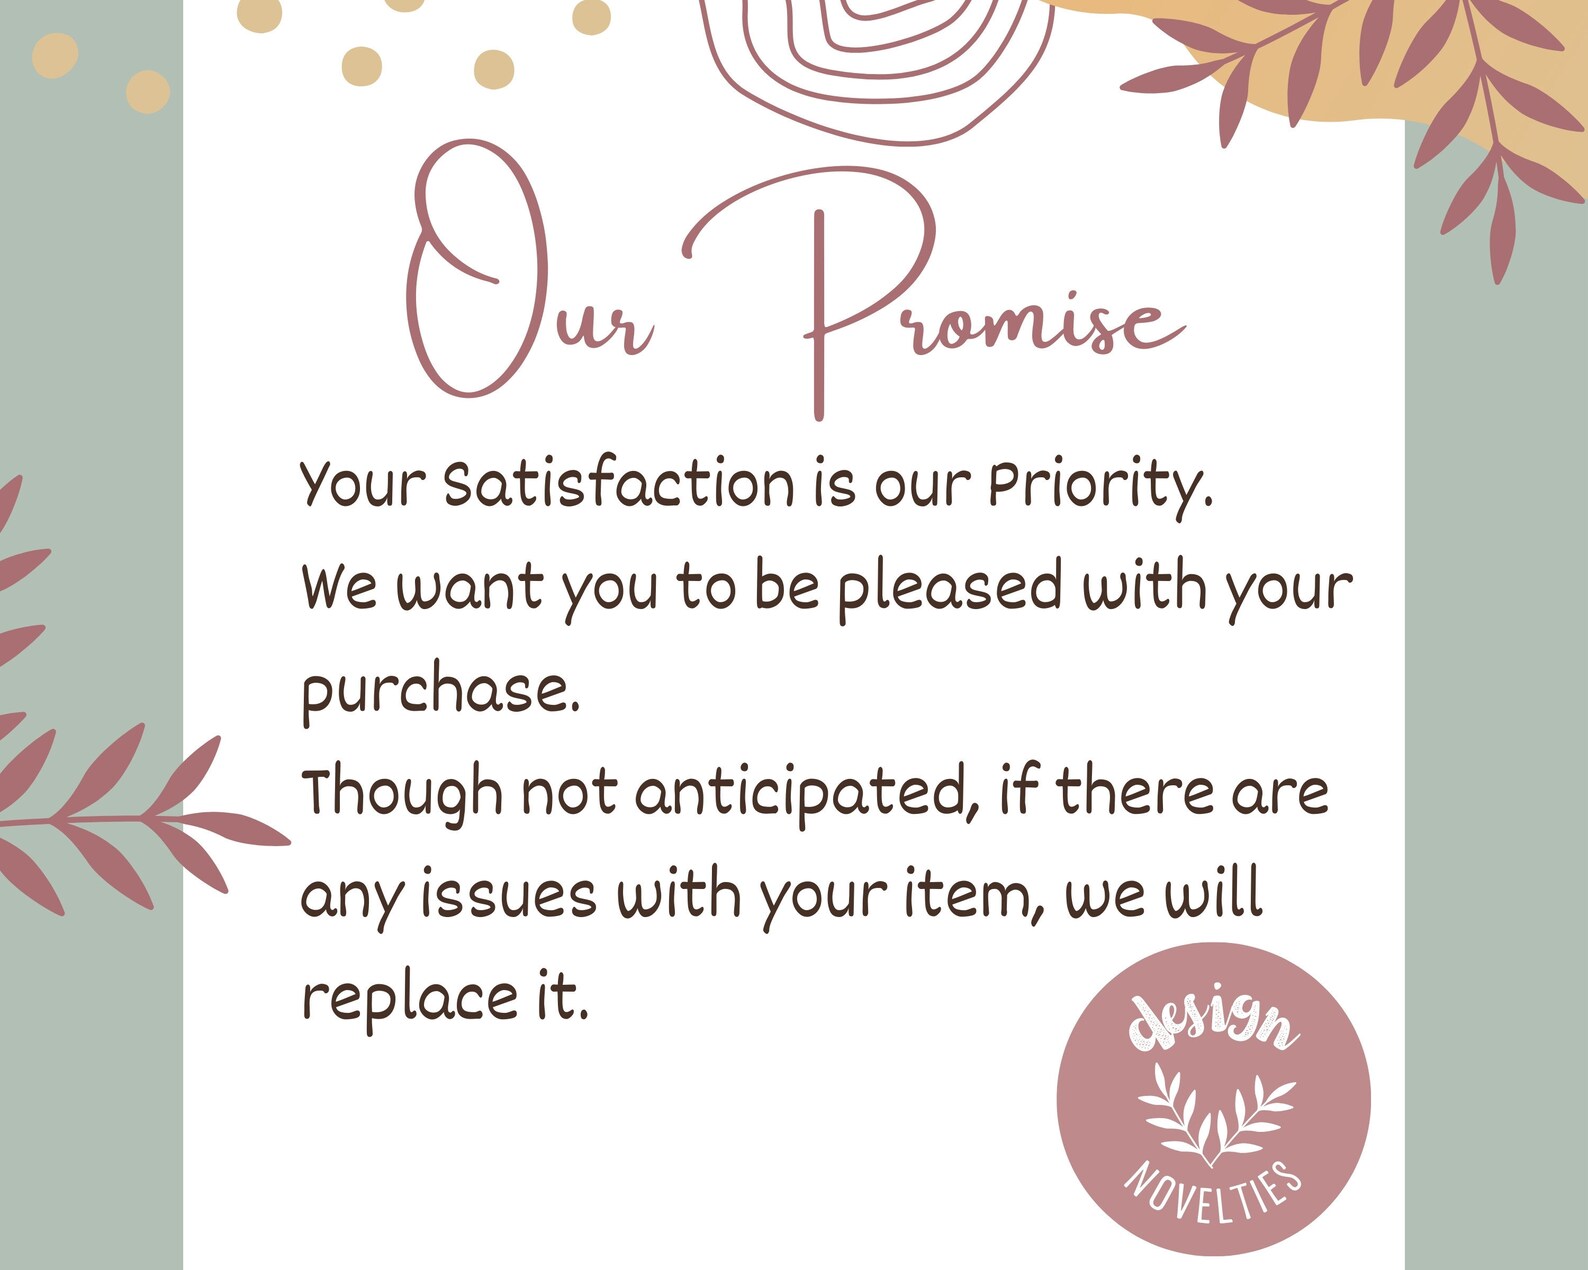 Our Promise
Your Satisfaction is our Priority.
We want you to be pleased with your
purchase.
Though not anticipated, if there are
any issues with your item, we will
replace it.
design
NOVELTIES